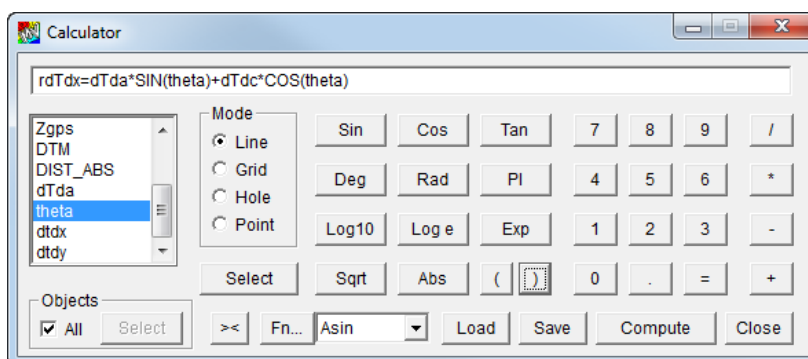 Calculator
rdTdx=dTda*SIN(theta)+dTdc*COS(theta)
Zgps
DTM
DIST_ABS
dTda
theta
dtdx
dtdy
Mode
Line
Grid
Hole
Point
Sin Cos Tan 7 8 9 /
Deg Rad PI 4 5 6 *
Log10 Log e Exp 1 2 3 -
Select Sqrt Abs ( ) 0 . = +
Objects
All Select >< Fn... Asin Load Save Compute Close